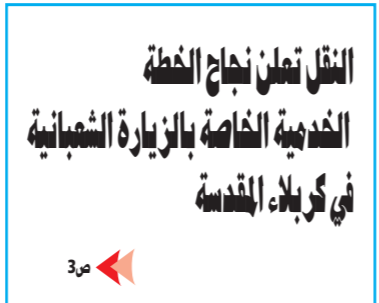 النقل تعلن نجاح الخطة
الخدمية الخاصة بالزيارة الشعبانية
في كربلاء المقدسة
ص3